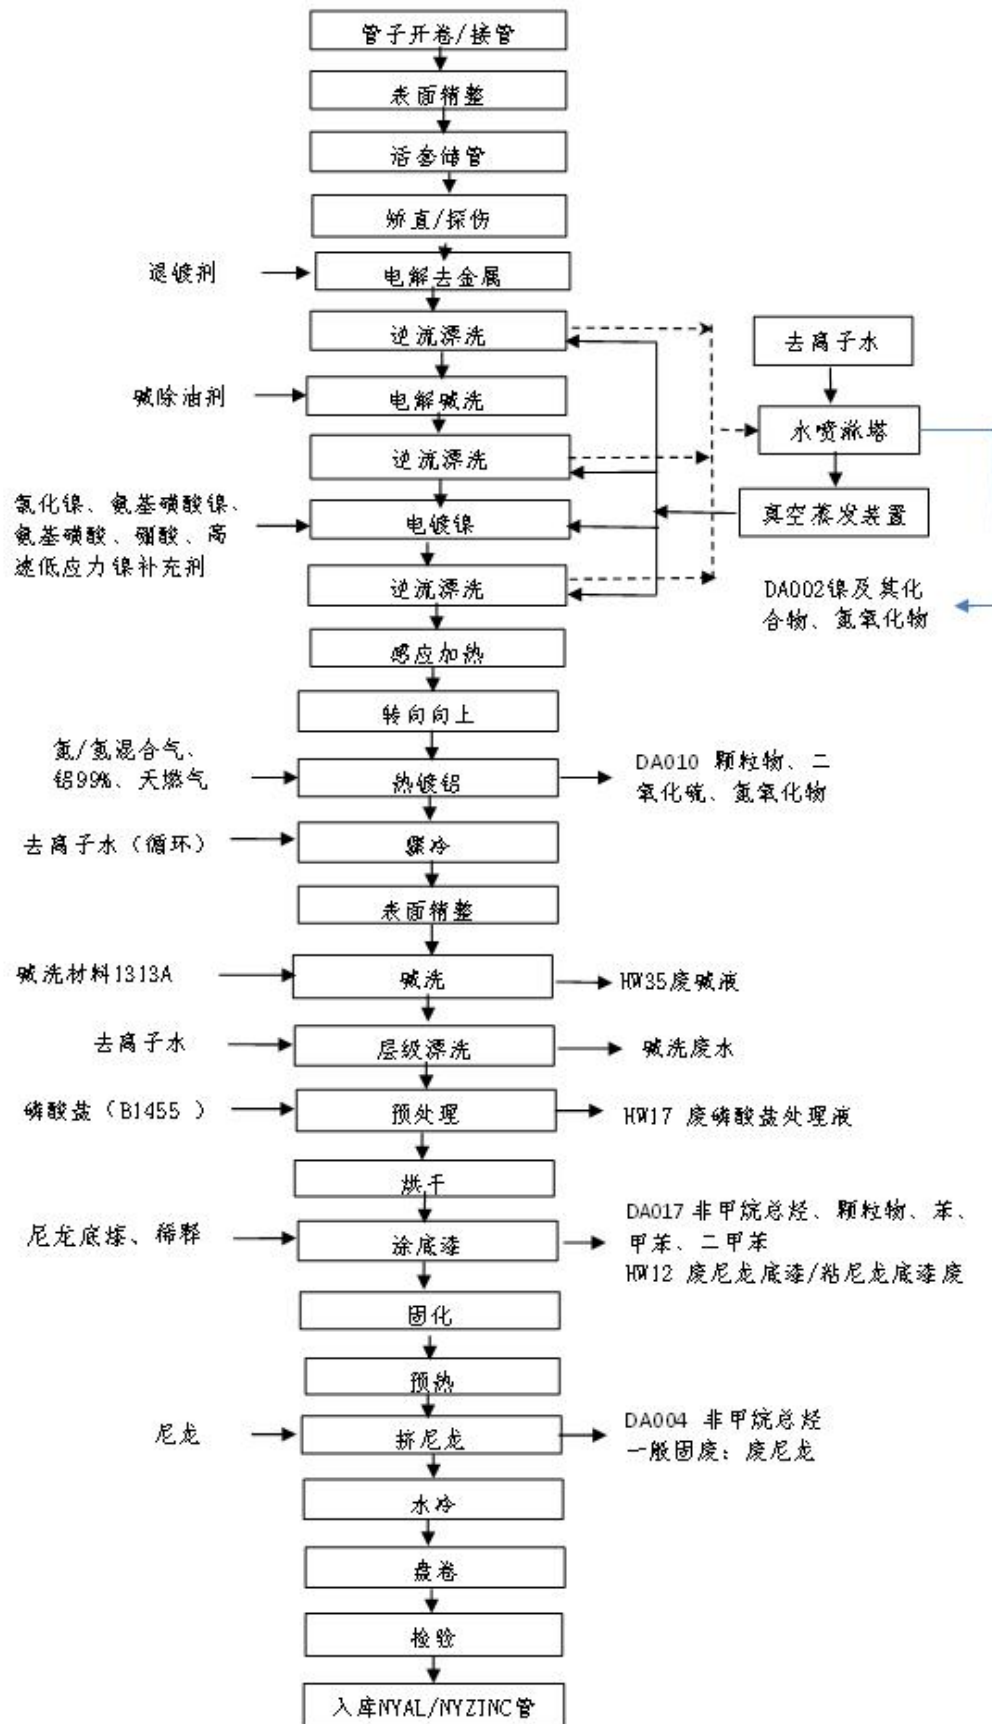 管子开卷/接管
表面精整
活套储管
矫直/探伤
退镀剂
电解去金属
逆流漂洗
去离子水
碱除油剂
电解碱洗
水喷淋塔
逆流漂洗
氯化镍、氨基磺酸镍、
氨基磺酸、硼酸、高
速低应力镍补充剂
电镀镍
真空蒸发装置
逆流漂洗
DA002镍及其化
合物、氮氧化物
感应加热
转向向上
氮/氢混合气、
铝99%、天燃气
热镀铝
DA010 颗粒物、二
氧化硫、氮氧化物
去离子水（循环）
骤冷
表面精整
碱洗材料1313A
碱洗
HW35废碱液
去离子水
层级漂洗
碱洗废水
磷酸盐（B1455 ）
预处理
HW17 废磷酸盐处理液
烘干
尼龙底漆、稀释
涂底漆
DA017 非甲烷总烃、颗粒物、苯、
甲苯、二甲苯
HW12 废尼龙底漆/粘尼龙底漆废
固化
预热
尼龙
挤尼龙
DA004 非甲烷总烃
一般固废：废尼龙
水冷
盘卷
检验
入库NYAL/NYZINC管